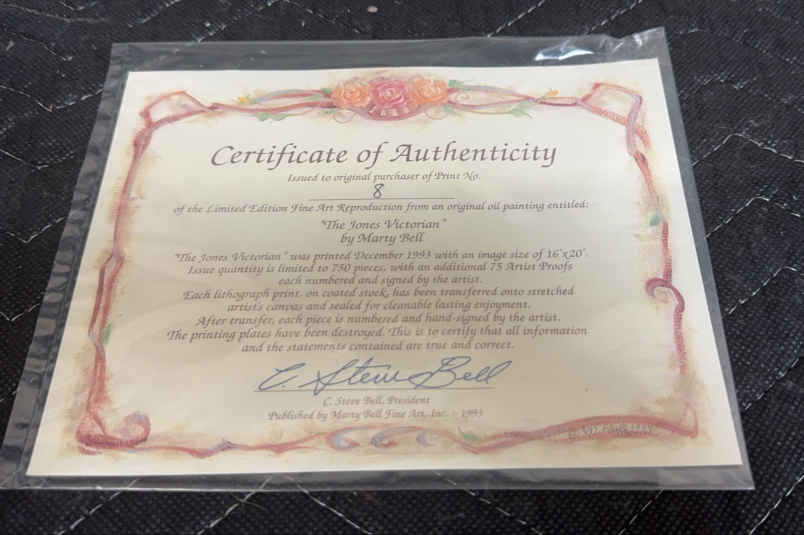 Certificate of Authenticity
Issued to original purchaser of Print No.
8
of the Limited Edition Fine Art Reproduction from an original oil painting entitled:
"The Jones Victorian"
by Marty Bell
"The Jones Victorian" was printed December 1993 with an image size of 16"x20".
Issue quantity is limited to 750 pieces, with an additional 75 Artist Proofs
each numbered and signed by the artist.
Each lithograph print, on coated stock, has been transferred onto stretched
artist's canvas and sealed for cleanable lasting enjoyment.
After transfer, each piece is numbered and hand-signed by the artist.
The printing plates have been destroyed. This is to certify that all information
and the statements contained are true and correct.
C. Steve Bell
C. Steve Bell, President
Published by Marty Bell Fine Art, Inc. - 1993